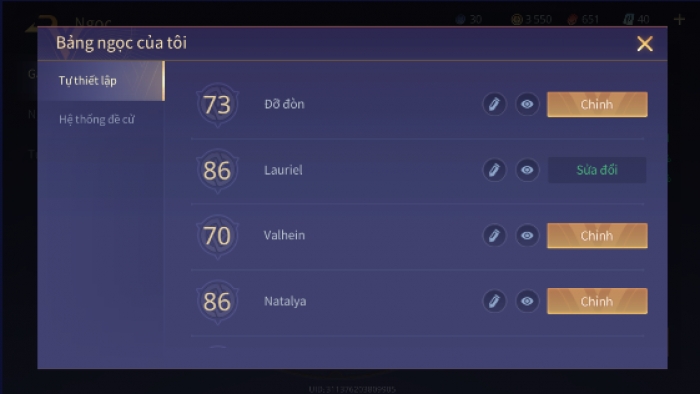 Ngọc
30 3 550 651 40
Bảng ngọc của tôi
Tự thiết lập
Hệ thống đề cử
73 Đỡ đòn Chỉnh
86 Lauriel Sửa đổi
70 Valhein Chỉnh
86 Natalya Chỉnh